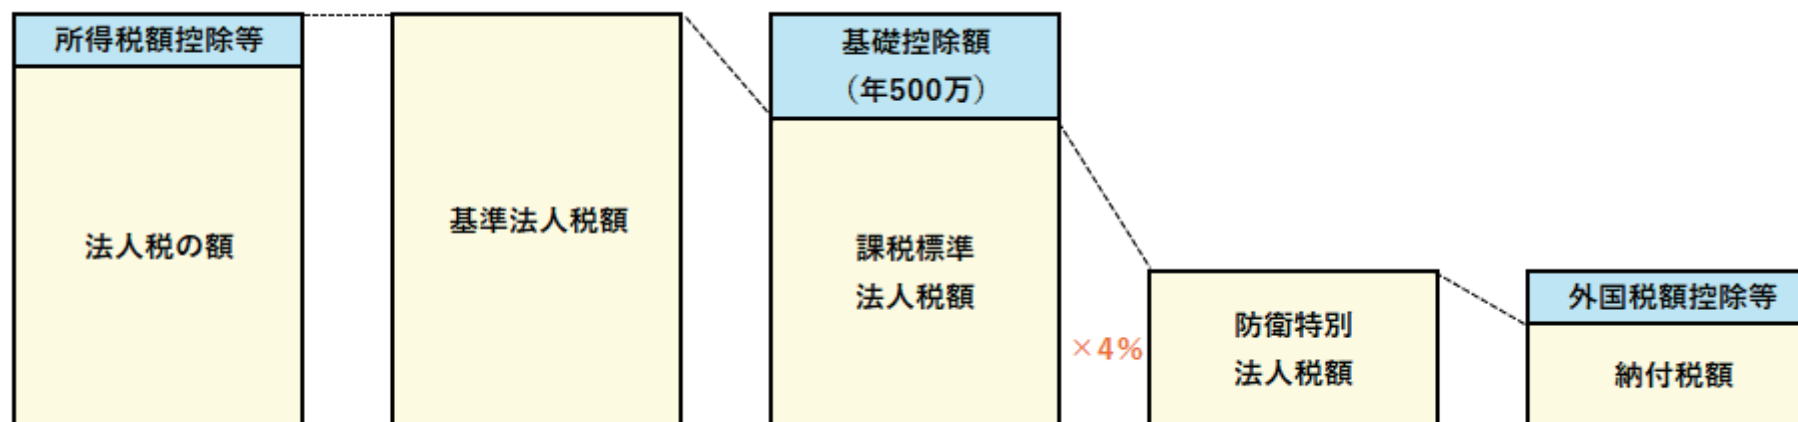 所得税額控除等
法人税の額
基準法人税額
基礎控除額
（年500万）
課税標準
法人税額
×4%
防衛特別
法人税額
外国税額控除等
納付税額